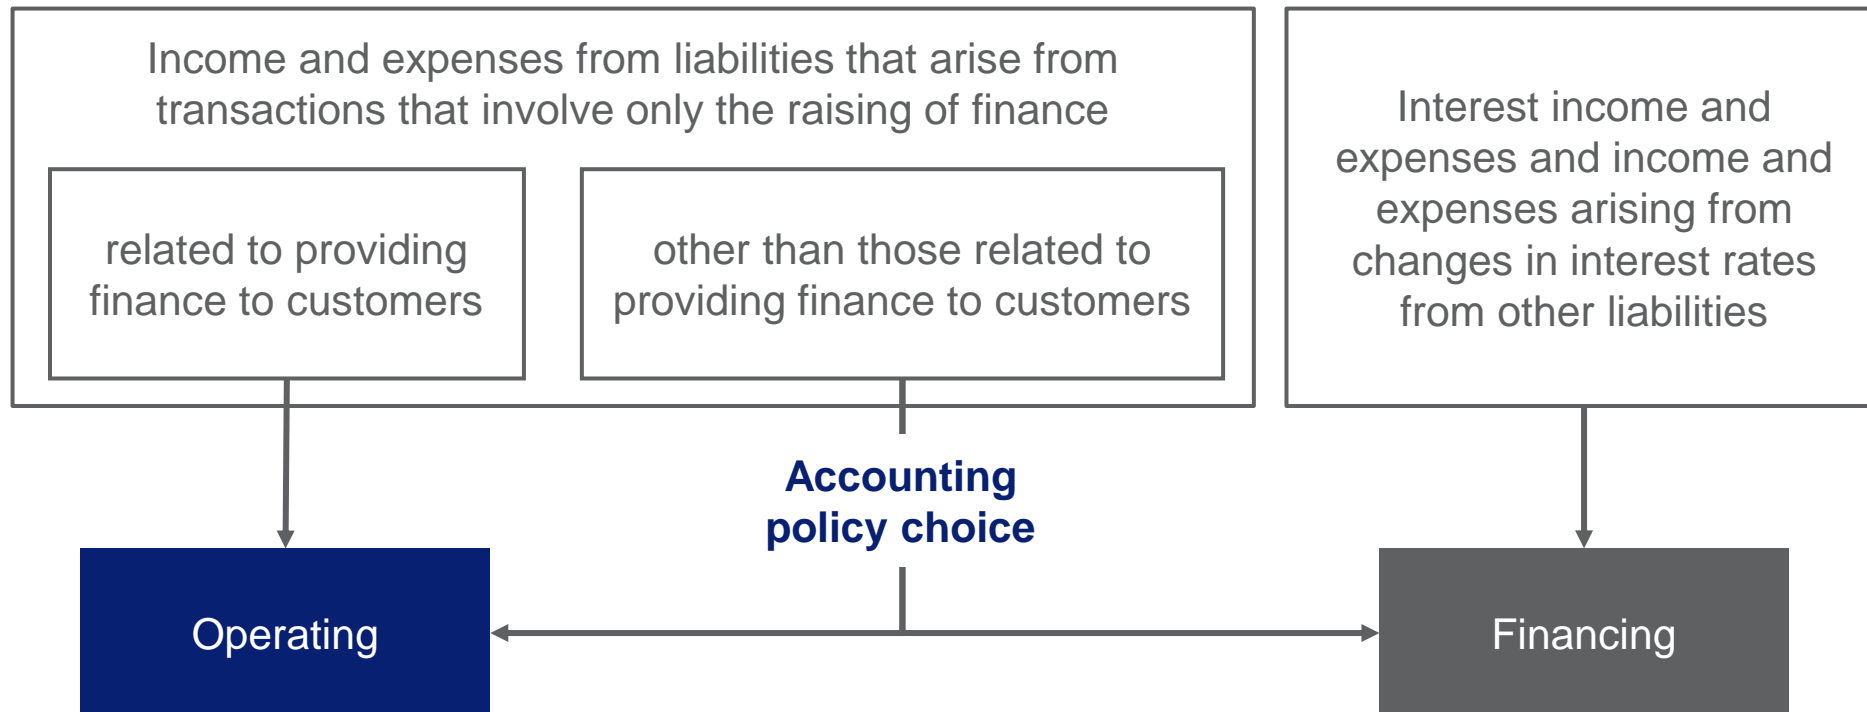 Income and expenses from liabilities that arise from
transactions that involve only the raising of finance
related to providing
finance to customers
other than those related to
providing finance to customers
Interest income and
expenses and income and
expenses arising from
changes in interest rates
from other liabilities
Accounting
policy choice
Operating
Financing